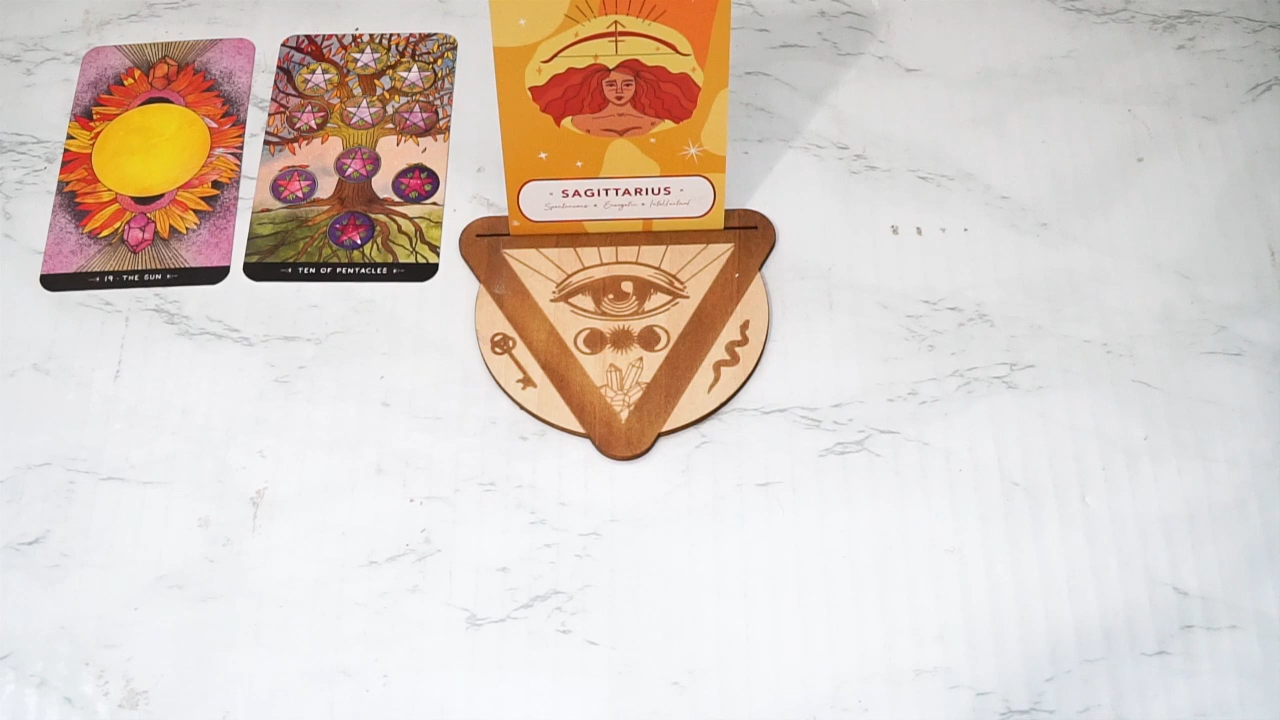 19 - THE SUN
TEN OF PENTACLES
SAGITTARIUS
Spontaneous • Energetic • Intellectual